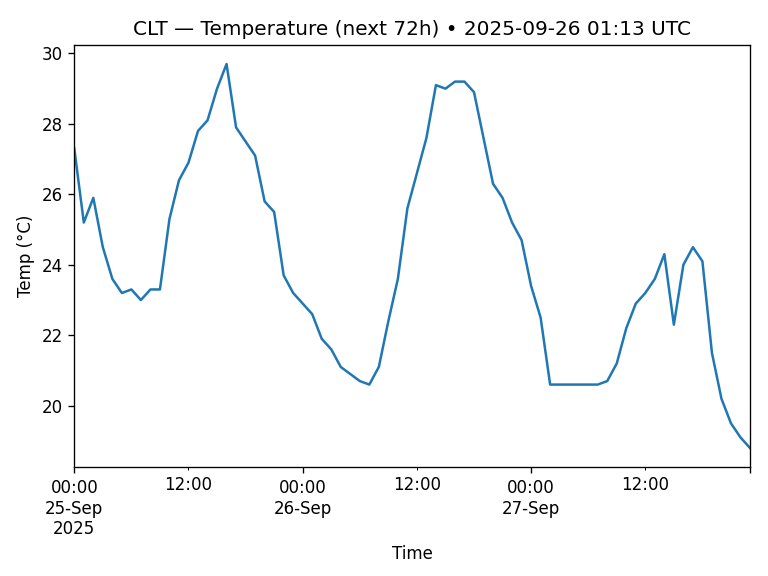 CLT — Temperature (next 72h) • 2025-09-26 01:13 UTC
Temp (°C)
30
28
26
24
22
20
00:00 12:00 00:00 12:00 00:00 12:00
25-Sep 26-Sep 27-Sep
2025
Time